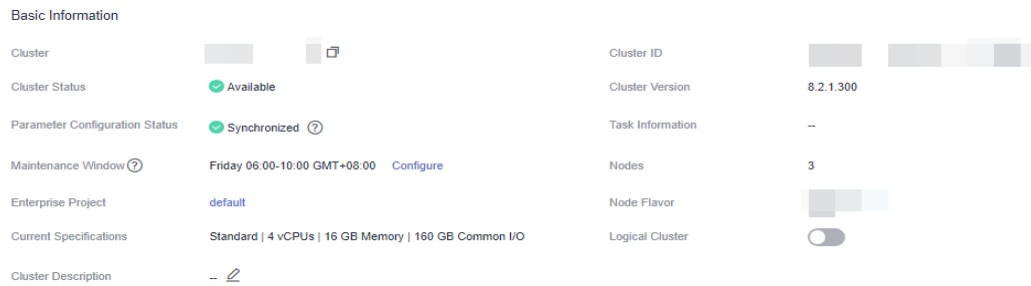 Basic Information
Cluster
Cluster ID
Cluster Status Available
Cluster Version 8.2.1.300
Parameter Configuration Status Synchronized ?
Task Information --
Maintenance Window ? Friday 06:00-10:00 GMT+08:00 Configure
Nodes 3
Enterprise Project default
Node Flavor
Current Specifications Standard | 4 vCPUs | 16 GB Memory | 160 GB Common I/O
Logical Cluster
Cluster Description --